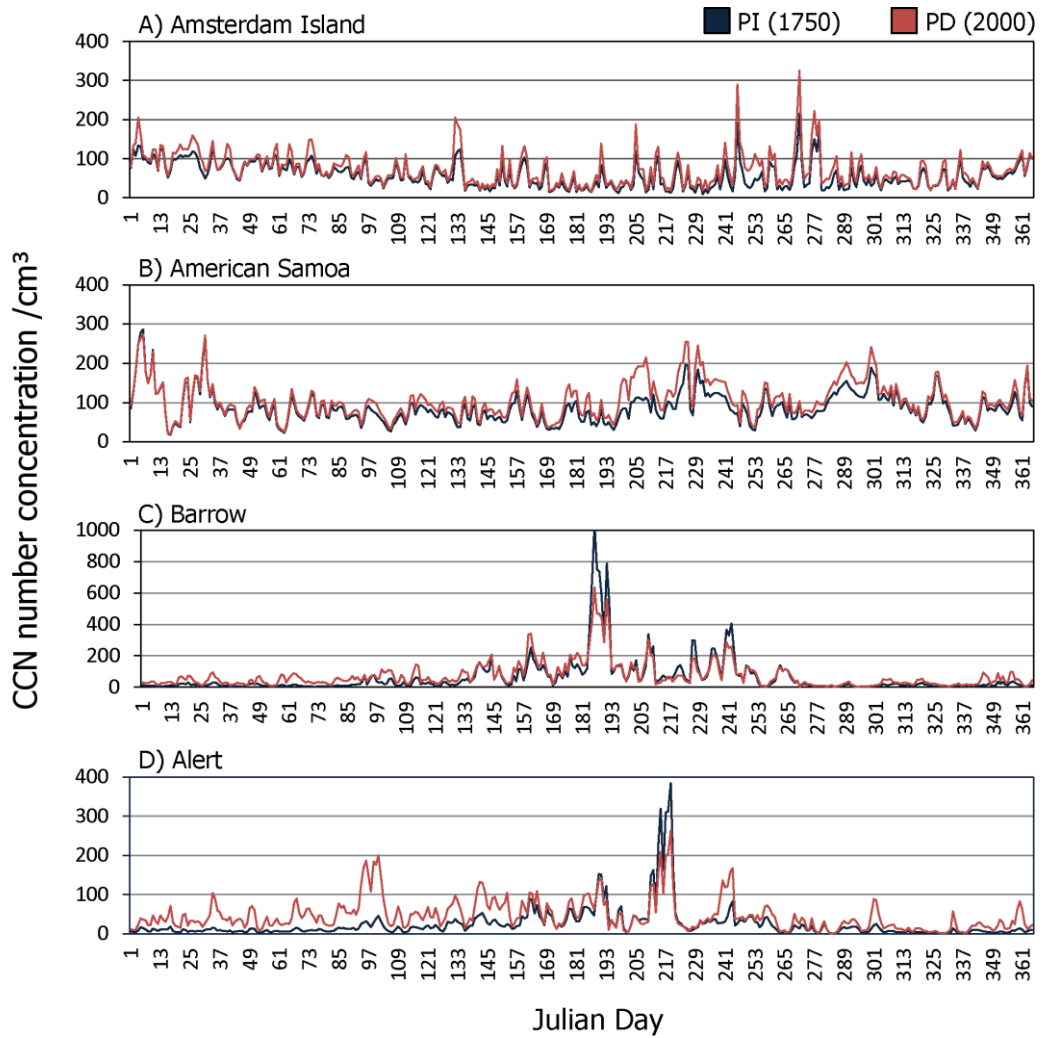 A) Amsterdam Island
PI (1750) PD (2000)
400
300
200
100
0
1 13 25 37 49 61 73 85 97 109 121 133 145 157 169 181 193 205 217 229 241 253 265 277 289 301 313 325 337 349 361
B) American Samoa
400
300
200
100
0
1 13 25 37 49 61 73 85 97 109 121 133 145 157 169 181 193 205 217 229 241 253 265 277 289 301 313 325 337 349 361
C) Barrow
1000
800
600
400
200
0
1 13 25 37 49 61 73 85 97 109 121 133 145 157 169 181 193 205 217 229 241 253 265 277 289 301 313 325 337 349 361
D) Alert
400
300
200
100
0
1 13 25 37 49 61 73 85 97 109 121 133 145 157 169 181 193 205 217 229 241 253 265 277 289 301 313 325 337 349 361
CCN number concentration /cm³
Julian Day